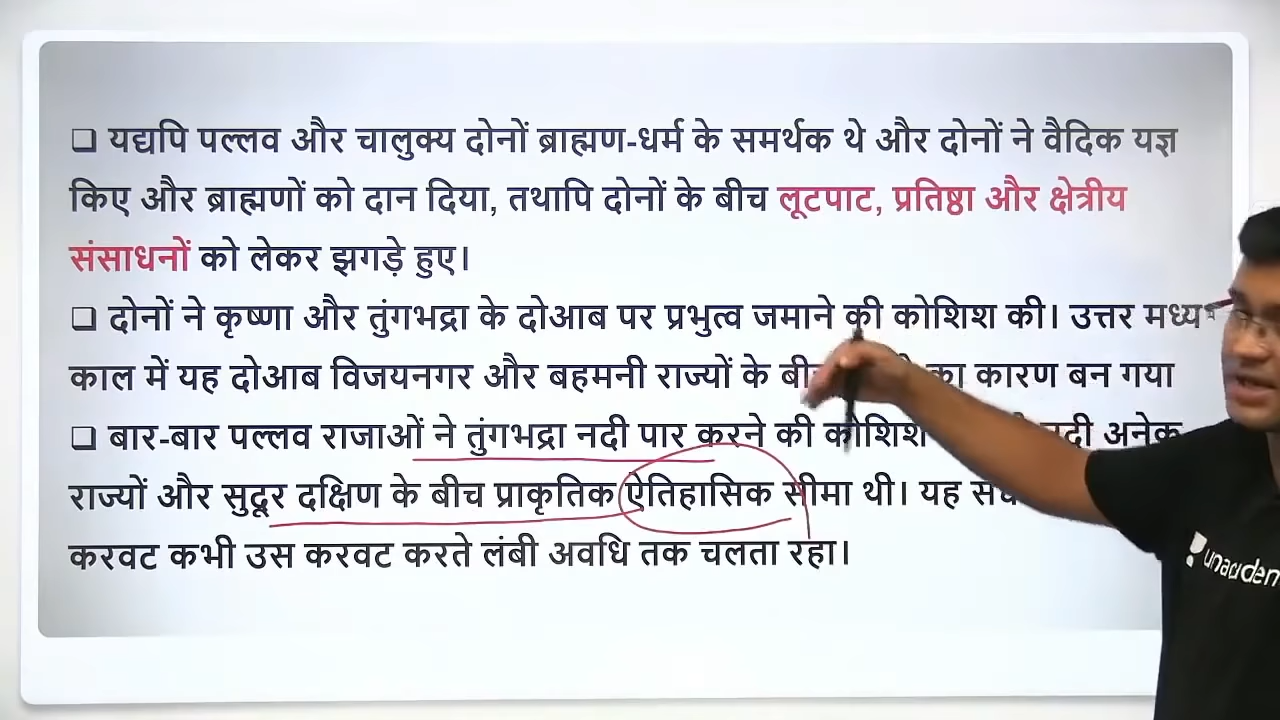 ❑ यद्यपि पल्लव और चालुक्य दोनों ब्राह्मण-धर्म के समर्थक थे और दोनों ने वैदिक यज्ञ
किए और ब्राह्मणों को दान दिया, तथापि दोनों के बीच लूटपाट, प्रतिष्ठा और क्षेत्रीय
संसाधनों को लेकर झगड़े हुए।
❑ दोनों ने कृष्णा और तुंगभद्रा के दोआब पर प्रभुत्व जमाने की कोशिश की। उत्तर मध्य
काल में यह दोआब विजयनगर और बहमनी राज्यों के का कारण बन गया
❑ बार-बार पल्लव राजाओं ने तुंगभद्रा नदी पार करने की कोशिश अनेक
राज्यों और सुदूर दक्षिण के बीच प्राकृतिक ऐतिहासिक सीमा थी। यह
करवट कभी उस करवट करते लंबी अवधि तक चलता रहा।